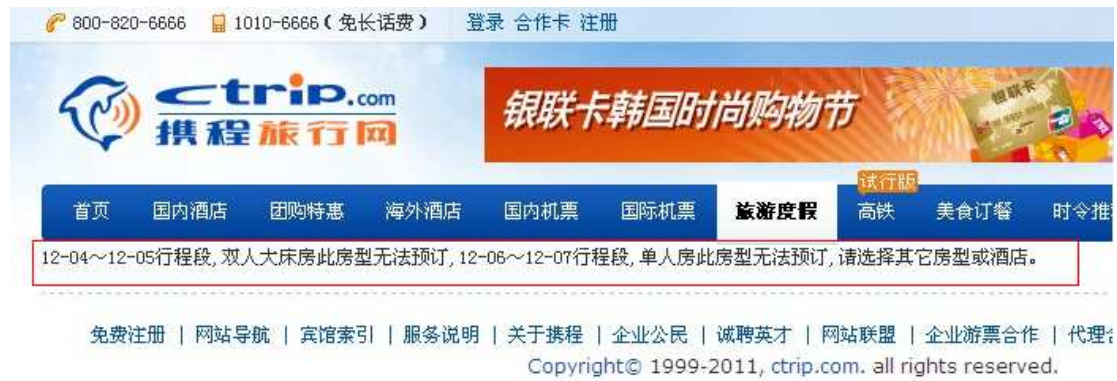 800-820-6666 1010-6666(免长话费) 登录 合作卡 注册
ctrip.com
携程旅行网
银联卡韩国时尚购物节
银联卡
试行版
首页 国内酒店 团购特惠 海外酒店 国内机票 国际机票 旅游度假 高铁 美食订餐 时令推
12-04～12-05行程段,双人大床房此房型无法预订,12-06～12-07行程段,单人房此房型无法预订,请选择其它房型或酒店。
免费注册 | 网站导航 | 宾馆索引 | 服务说明 | 关于携程 | 企业公民 | 诚聘英才 | 网站联盟 | 企业游票合作 | 代理
Copyright© 1999-2011, ctrip.com. all rights reserved.